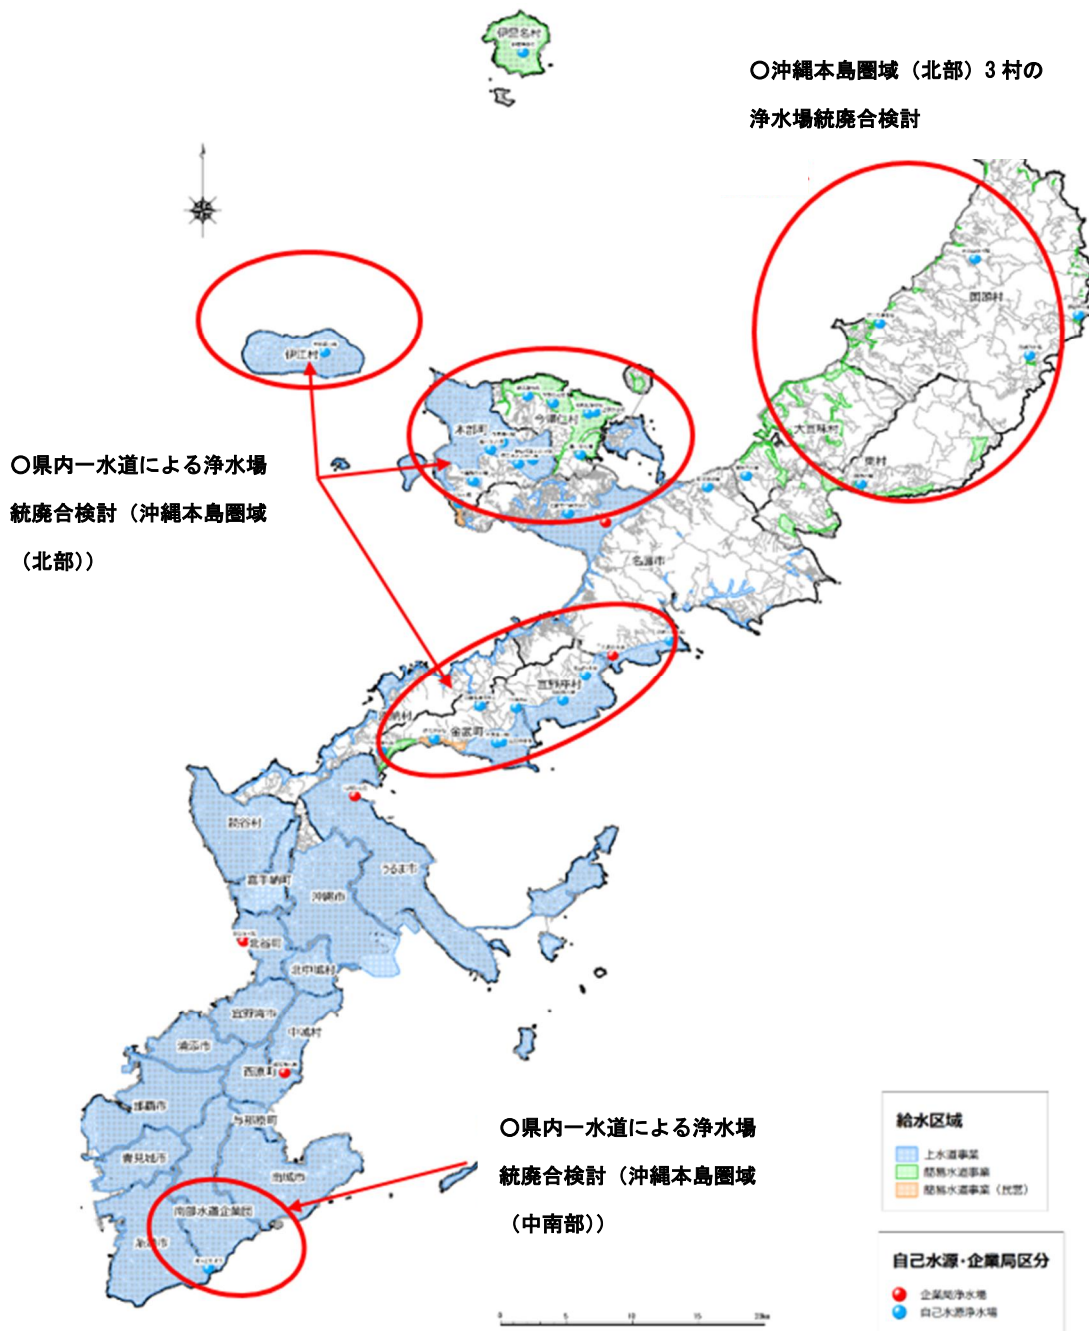 伊是名村
〇沖縄本島圏域（北部）3村の
浄水場統廃合検討
国頭村
伊江村
今帰仁村
本部町
大宜味村
東村
〇県内一水道による浄水場
統廃合検討（沖縄本島圏域
（北部））
名護市
宜野座村
恩納村
金武町
読谷村
うるま市
嘉手納町
沖縄市
北谷町
北中城村
宜野湾市
中城村
浦添市
西原町
那覇市
与那原町
豊見城市
南城市
南部水道企業団
糸満市
〇県内一水道による浄水場
統廃合検討（沖縄本島圏域
（中南部））
給水区域
上水道事業
簡易水道事業
簡易水道事業（民営）
自己水源・企業局区分
企業局浄水場
自己水源浄水場
0 5 10 15 20km